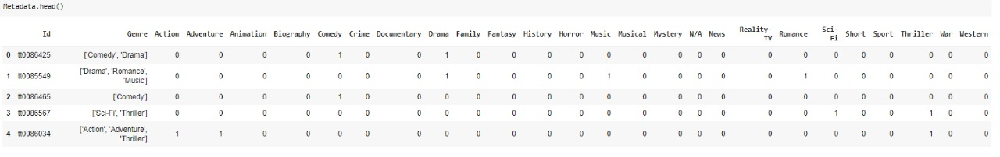 Metadata.head()
Id Genre Action Adventure Animation Biography Comedy Crime Documentary Drama Family Fantasy History Horror Music Musical Mystery N/A News Reality-TV Romance Sci-Fi Short Sport Thriller War Western
0 tt0086425 ['Comedy', 'Drama'] 0 0 0 0 1 0 0 1 0 0 0 0 0 0 0 0 0 0 0 0 0 0 0 0 0
1 tt0085549 ['Drama', 'Romance', 'Music'] 0 0 0 0 0 0 0 1 0 0 0 0 1 0 0 0 0 0 1 0 0 0 0 0 0
2 tt0086465 ['Comedy'] 0 0 0 0 1 0 0 0 0 0 0 0 0 0 0 0 0 0 0 0 0 0 0 0 0
3 tt0086567 ['Sci-Fi', 'Thriller'] 0 0 0 0 0 0 0 0 0 0 0 0 0 0 0 0 0 0 0 1 0 0 1 0 0
4 tt0086034 ['Action', 'Adventure', 'Thriller'] 1 1 0 0 0 0 0 0 0 0 0 0 0 0 0 0 0 0 0 0 0 0 1 0 0